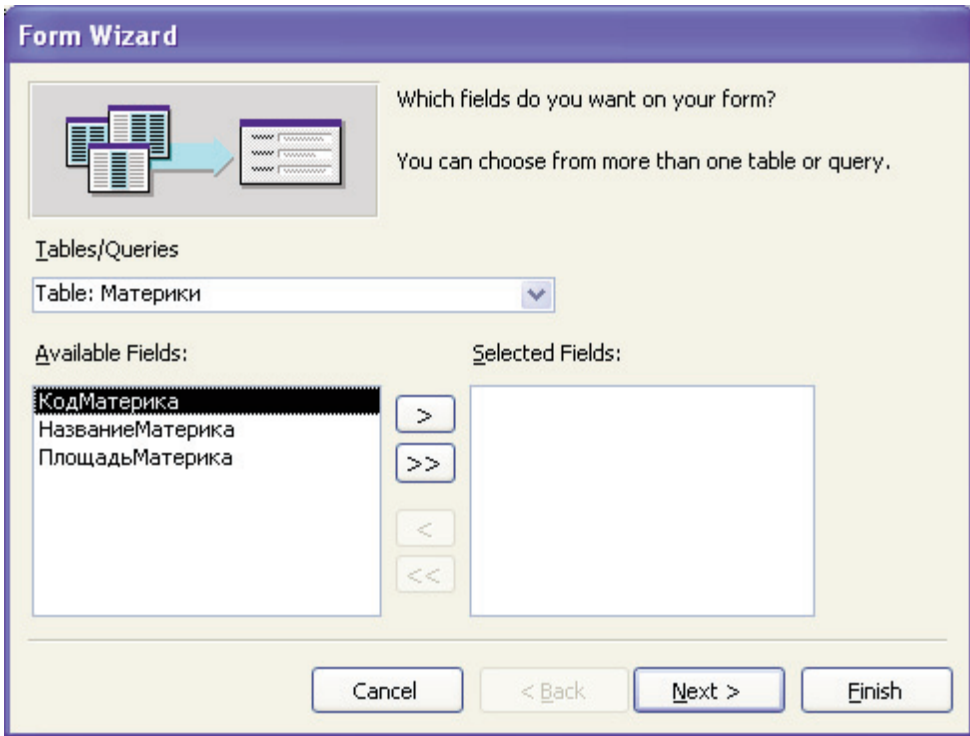 Form Wizard
Which fields do you want on your form?
You can choose from more than one table or query.
Tables/Queries
Table: Материки
Available Fields:
Selected Fields:
КодМатерика
НазваниеМатерика
ПлощадьМатерика
>
>>
<
<<
Cancel
< Back
Next >
Finish